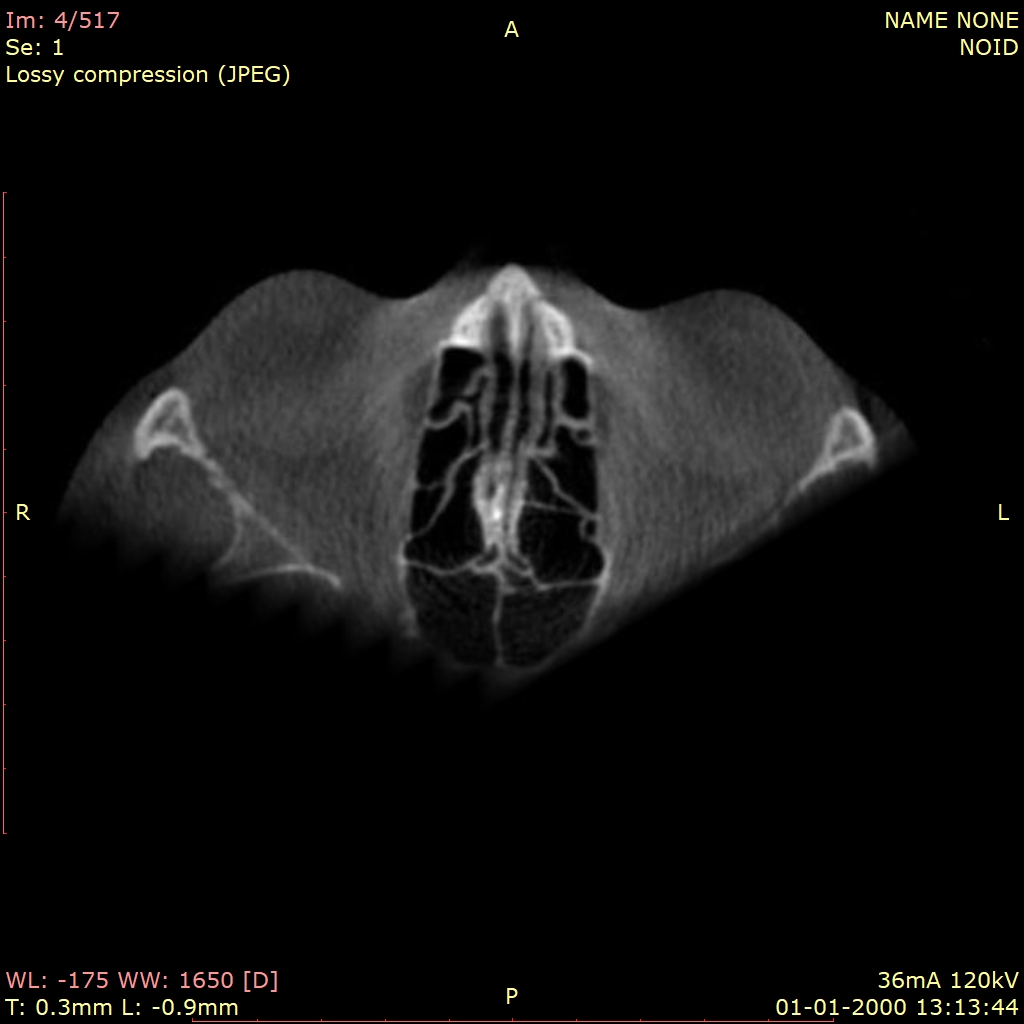 Im: 4/517
Se: 1
Lossy compression (JPEG)
A
NAME NONE
NOID
R
L
WL: -175 WW: 1650 [D]
T: 0.3mm L: -0.9mm
P
36mA 120kV
01-01-2000 13:13:44